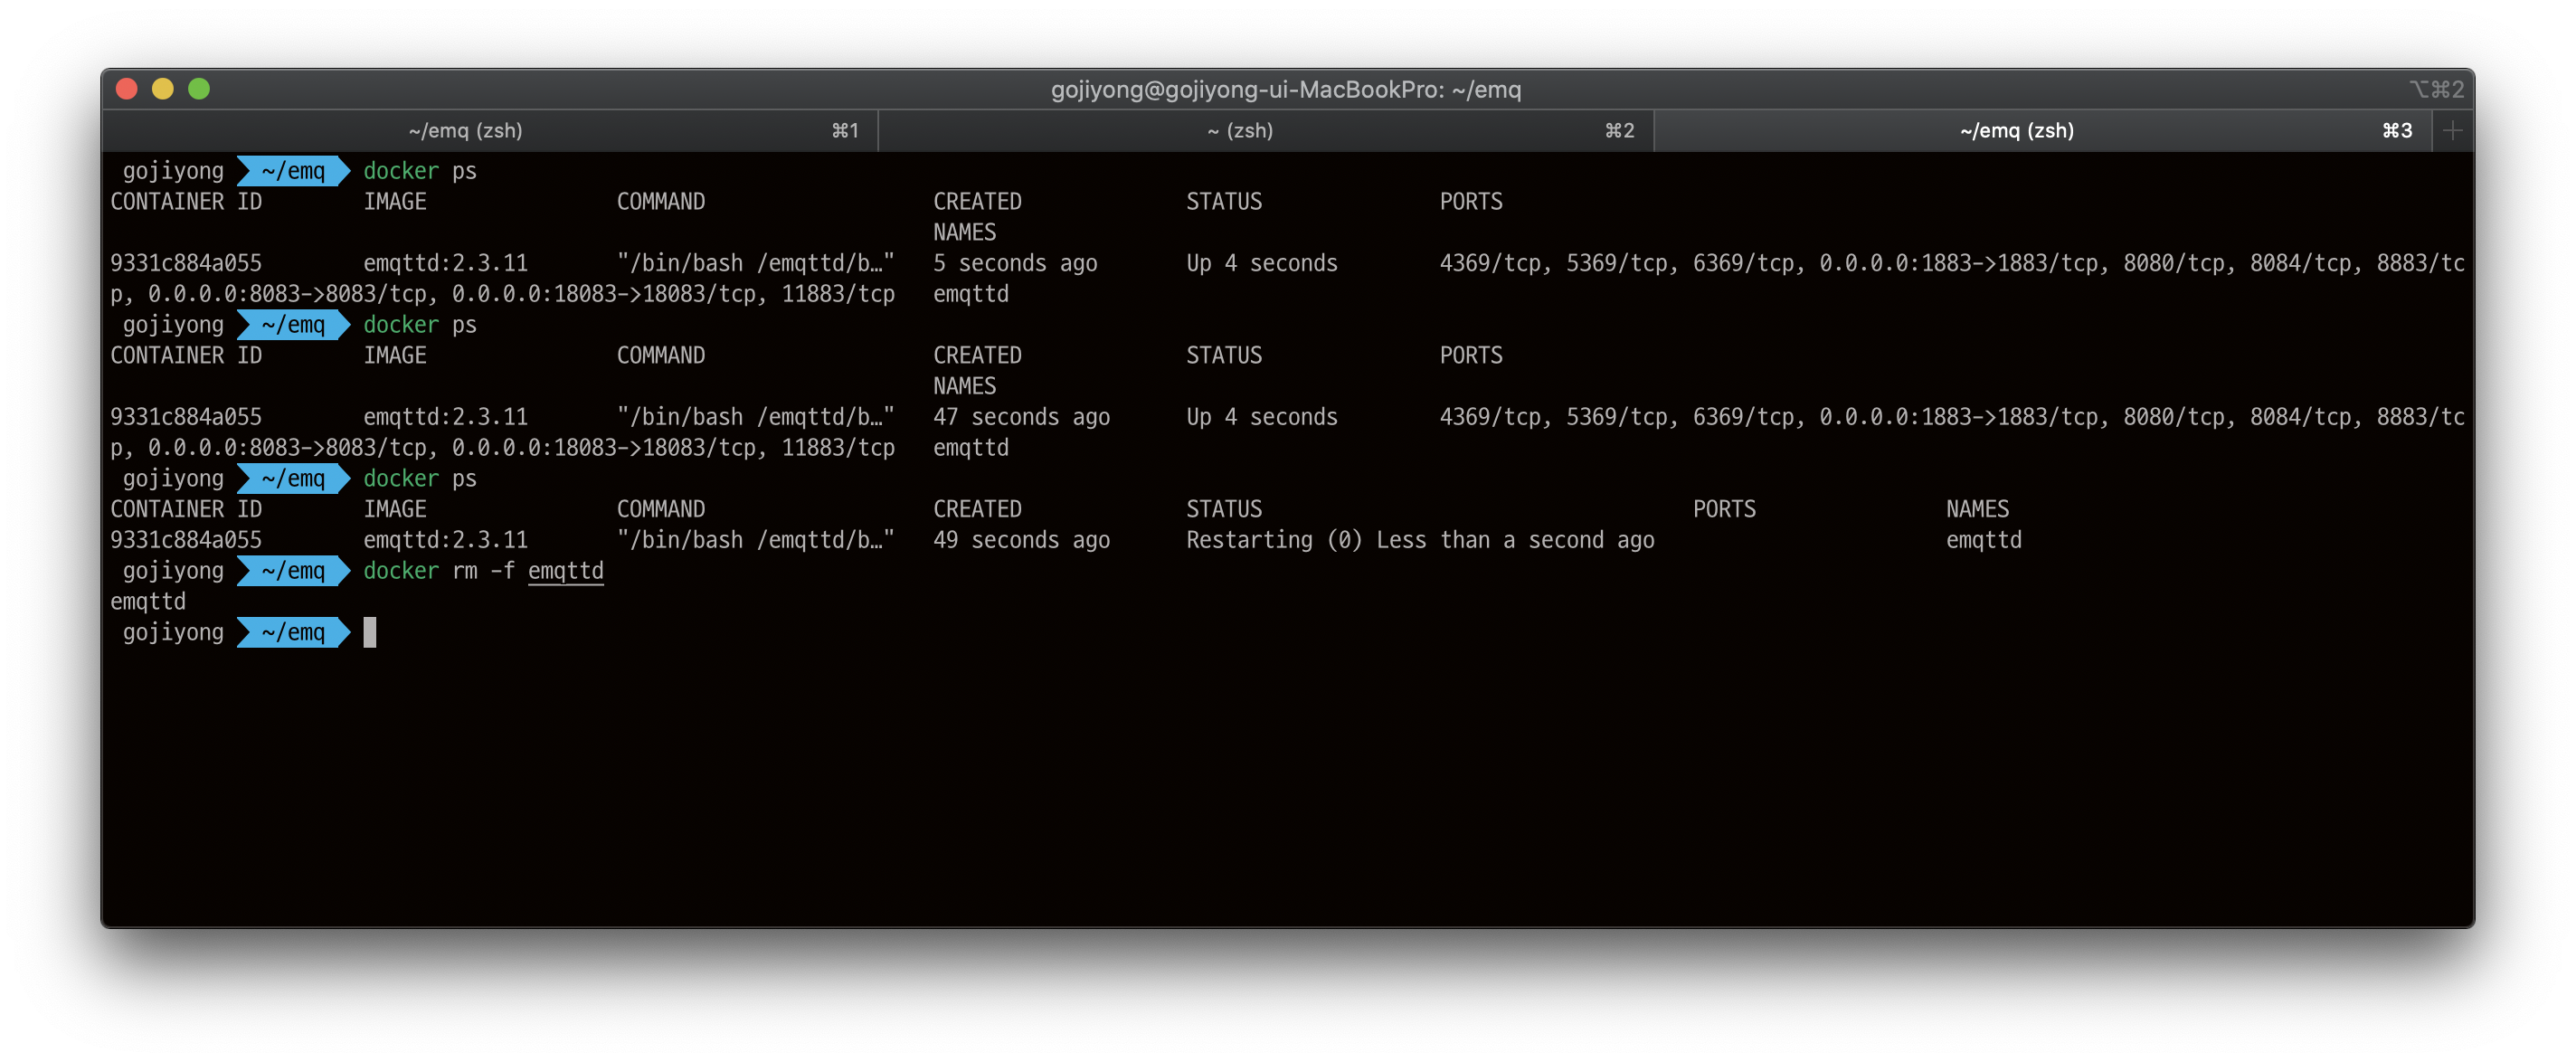 gojiyong@gojiyong-ui-MacBookPro: ~/emq ⌥⌘2
~/emq (zsh) ⌘1 ~ (zsh) ⌘2 ~/emq (zsh) ⌘3 +
gojiyong ~/emq docker ps
CONTAINER ID IMAGE COMMAND CREATED STATUS PORTS
NAMES
9331c884a055 emqttd:2.3.11 "/bin/bash /emqttd/b…" 5 seconds ago Up 4 seconds 4369/tcp, 5369/tcp, 6369/tcp, 0.0.0.0:1883->1883/tcp, 8080/tcp, 8084/tcp, 8883/tc
p, 0.0.0.0:8083->8083/tcp, 0.0.0.0:18083->18083/tcp, 11883/tcp emqttd
gojiyong ~/emq docker ps
CONTAINER ID IMAGE COMMAND CREATED STATUS PORTS
NAMES
9331c884a055 emqttd:2.3.11 "/bin/bash /emqttd/b…" 47 seconds ago Up 4 seconds 4369/tcp, 5369/tcp, 6369/tcp, 0.0.0.0:1883->1883/tcp, 8080/tcp, 8084/tcp, 8883/tc
p, 0.0.0.0:8083->8083/tcp, 0.0.0.0:18083->18083/tcp, 11883/tcp emqttd
gojiyong ~/emq docker ps
CONTAINER ID IMAGE COMMAND CREATED STATUS PORTS NAMES
9331c884a055 emqttd:2.3.11 "/bin/bash /emqttd/b…" 49 seconds ago Restarting (0) Less than a second ago emqttd
gojiyong ~/emq docker rm -f emqttd
emqttd
gojiyong ~/emq